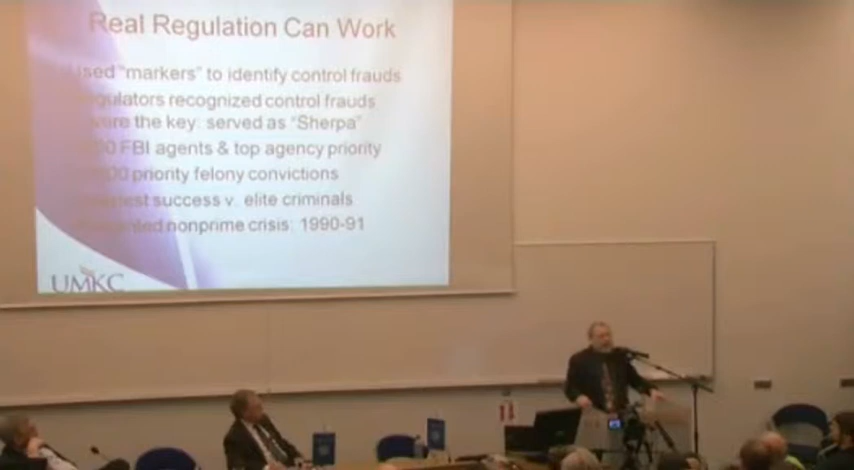 Real Regulation Can Work
Used "markers" to identify control frauds
Regulators recognized control frauds
were the key: served as "Sherpa"
FBI agents & top agency priority
priority felony convictions
success v. elite criminals
nonprime crisis: 1990-91
UMKC